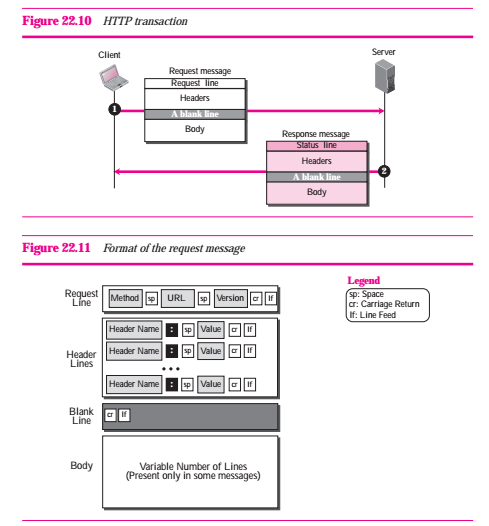 Figure 22.10 HTTP transaction
Client
Server
Request message
Request line
Headers
A blank line
Body
1
Response message
Status line
Headers
A blank line
Body
2
Figure 22.11 Format of the request message
Legend
sp: Space
cr: Carriage Return
lf: Line Feed
Request Line
Method sp URL sp Version cr lf
Header Lines
Header Name : sp Value cr lf
Header Name : sp Value cr lf
•••
Header Name : sp Value cr lf
Blank Line
cr lf
Body
Variable Number of Lines
(Present only in some messages)